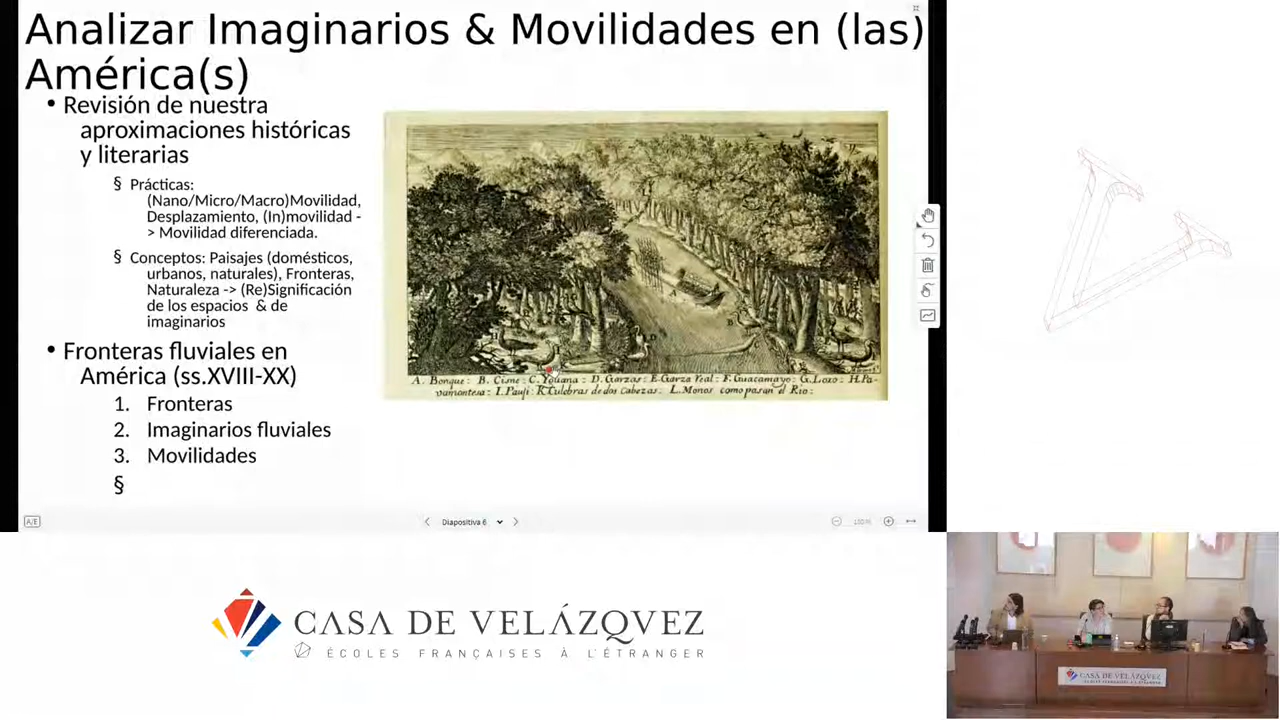 Analizar Imaginarios & Movilidades en (las)
América(s)
• Revisión de nuestra
aproximaciones históricas
y literarias
§ Prácticas:
(Nano/Micro/Macro)Movilidad,
Desplazamiento, (In)movilidad -
> Movilidad diferenciada.
§ Conceptos: Paisajes (domésticos,
urbanos, naturales), Fronteras,
Naturaleza -> (Re)Significación
de los espacios & de
imaginarios
• Fronteras fluviales en
América (ss.XVIII-XX)
1. Fronteras
2. Imaginarios fluviales
3. Movilidades
§
A. Bongue: B. Cisne: C. Youana: D. Garzas: E. Garza Real: F. Guacamayo: G. Loxo: H. Pa-
vamontesa: I. Pauji: K. Culebras de dos Cabezas: L. Monos como pasan el Rio:
A/E
Diapositiva 6
CASA DE VELÁZQVEZ
ÉCOLES FRANÇAISES À L'ÉTRANGER
CASA DE VELÁZQVEZ